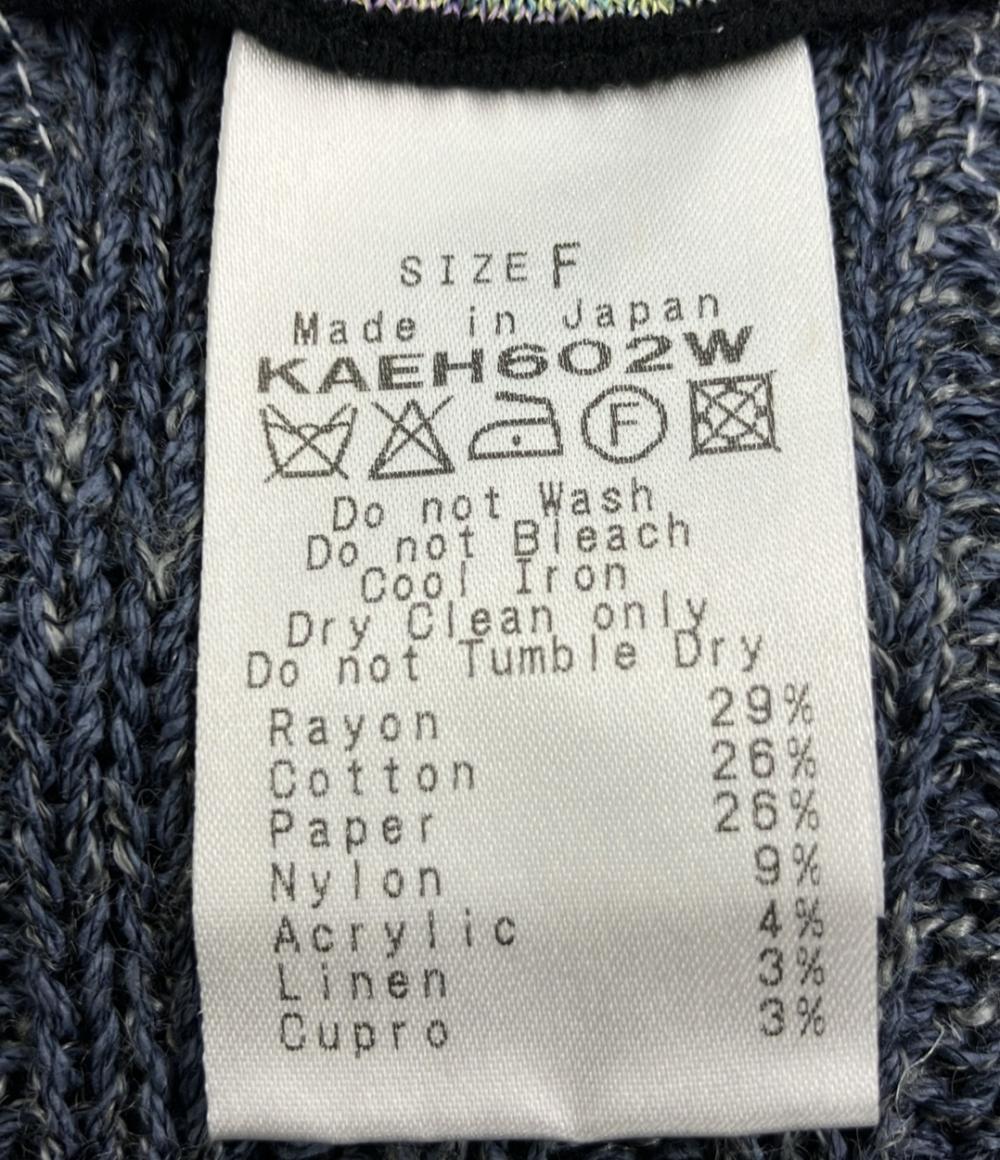 SIZE F
Made in Japan
KAEH602W
F
Do not Wash
Do not Bleach
Cool Iron
Dry Clean only
Do not Tumble Dry
Rayon 29%
Cotton 26%
Paper 26%
Nylon 9%
Acrylic 4%
Linen 3%
Cupro 3%